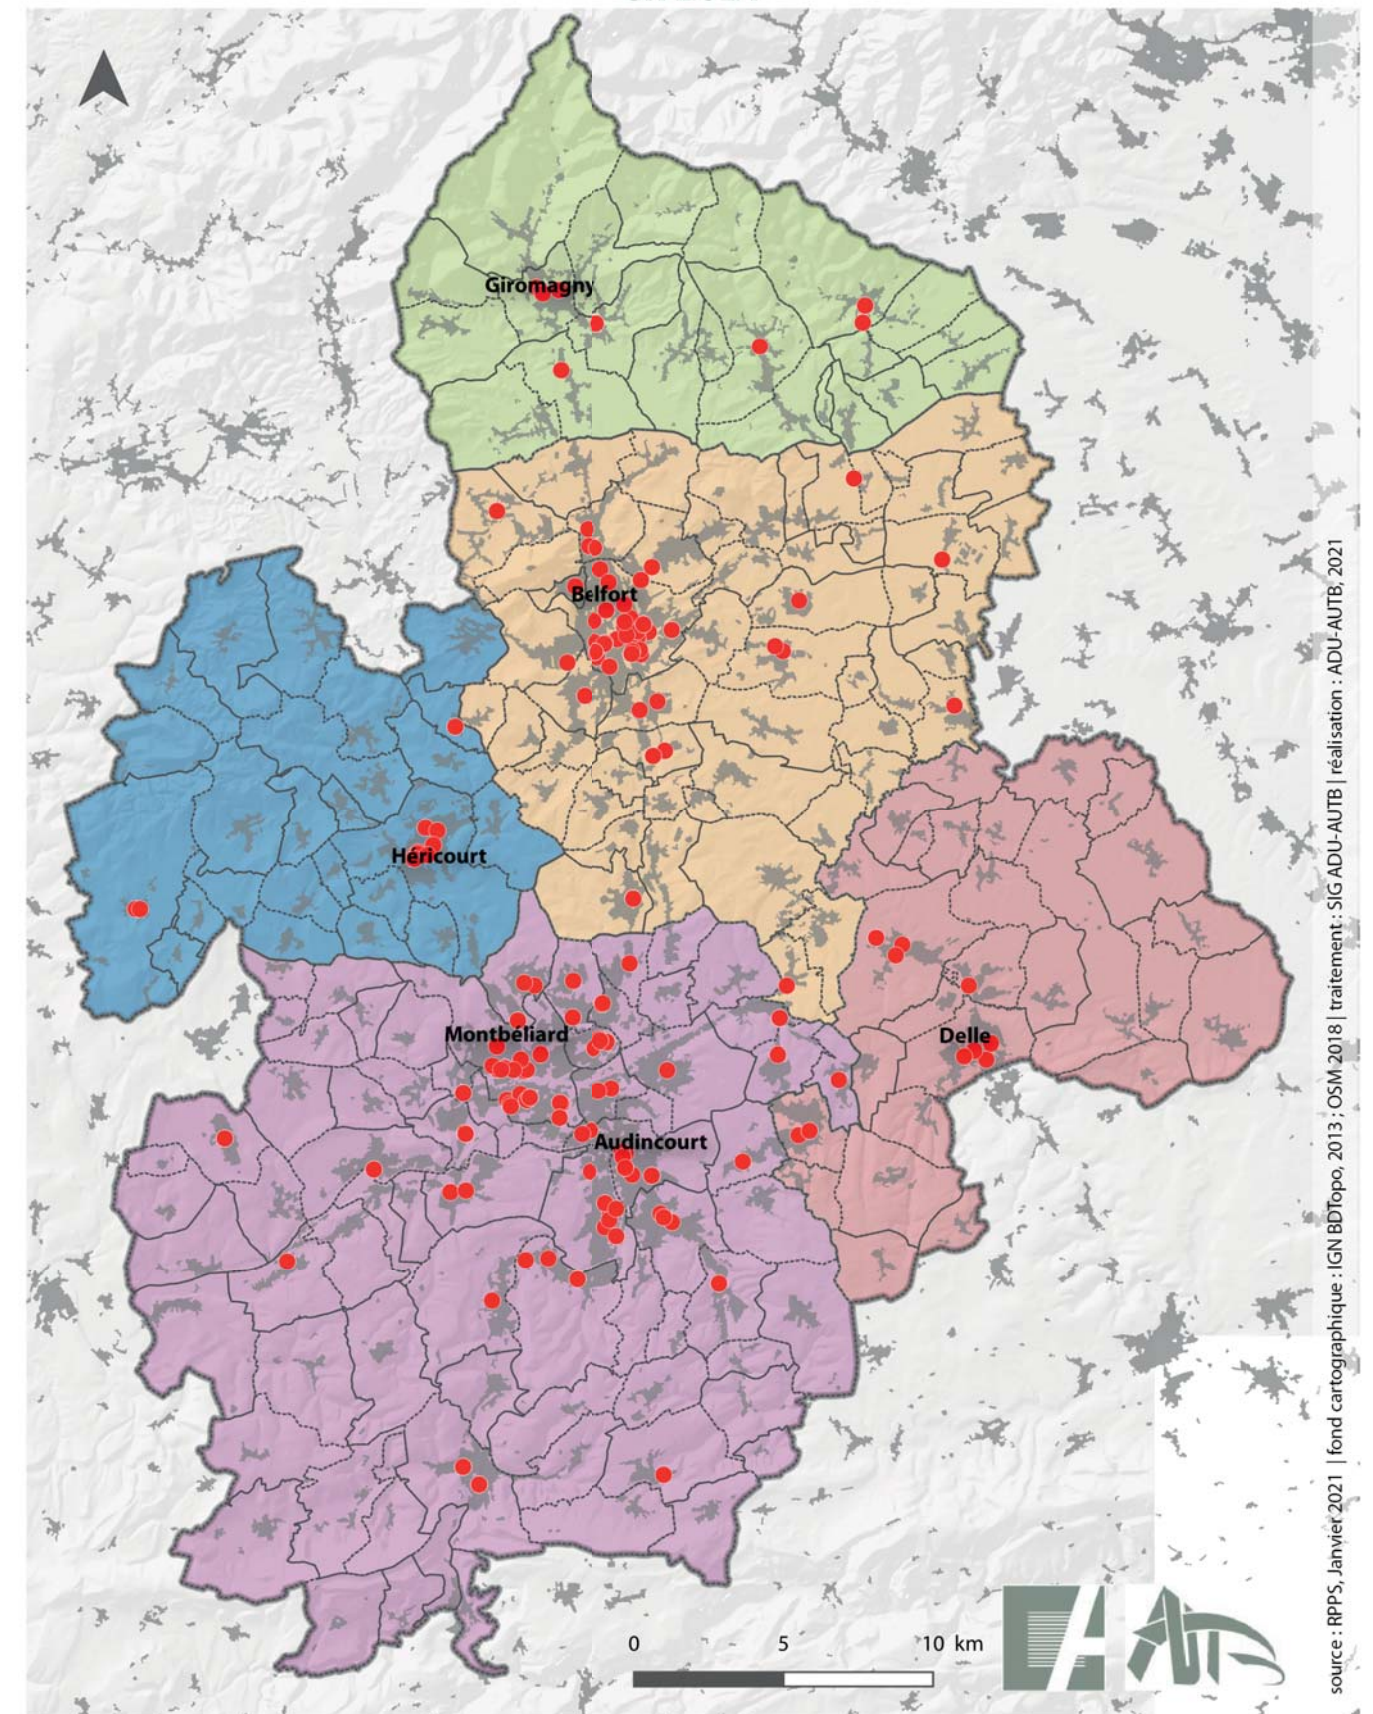 Giromagny
Belfort
Héricourt
Montbéliard
Delle
Audincourt
0 5 10 km
source : RPPS, Janvier 2021 | fond cartographique : IGN BDTopo, 2013 ; OSM 2018 | traitement : SIG ADU-AUTB | réalisation : ADU-AUTB, 2021